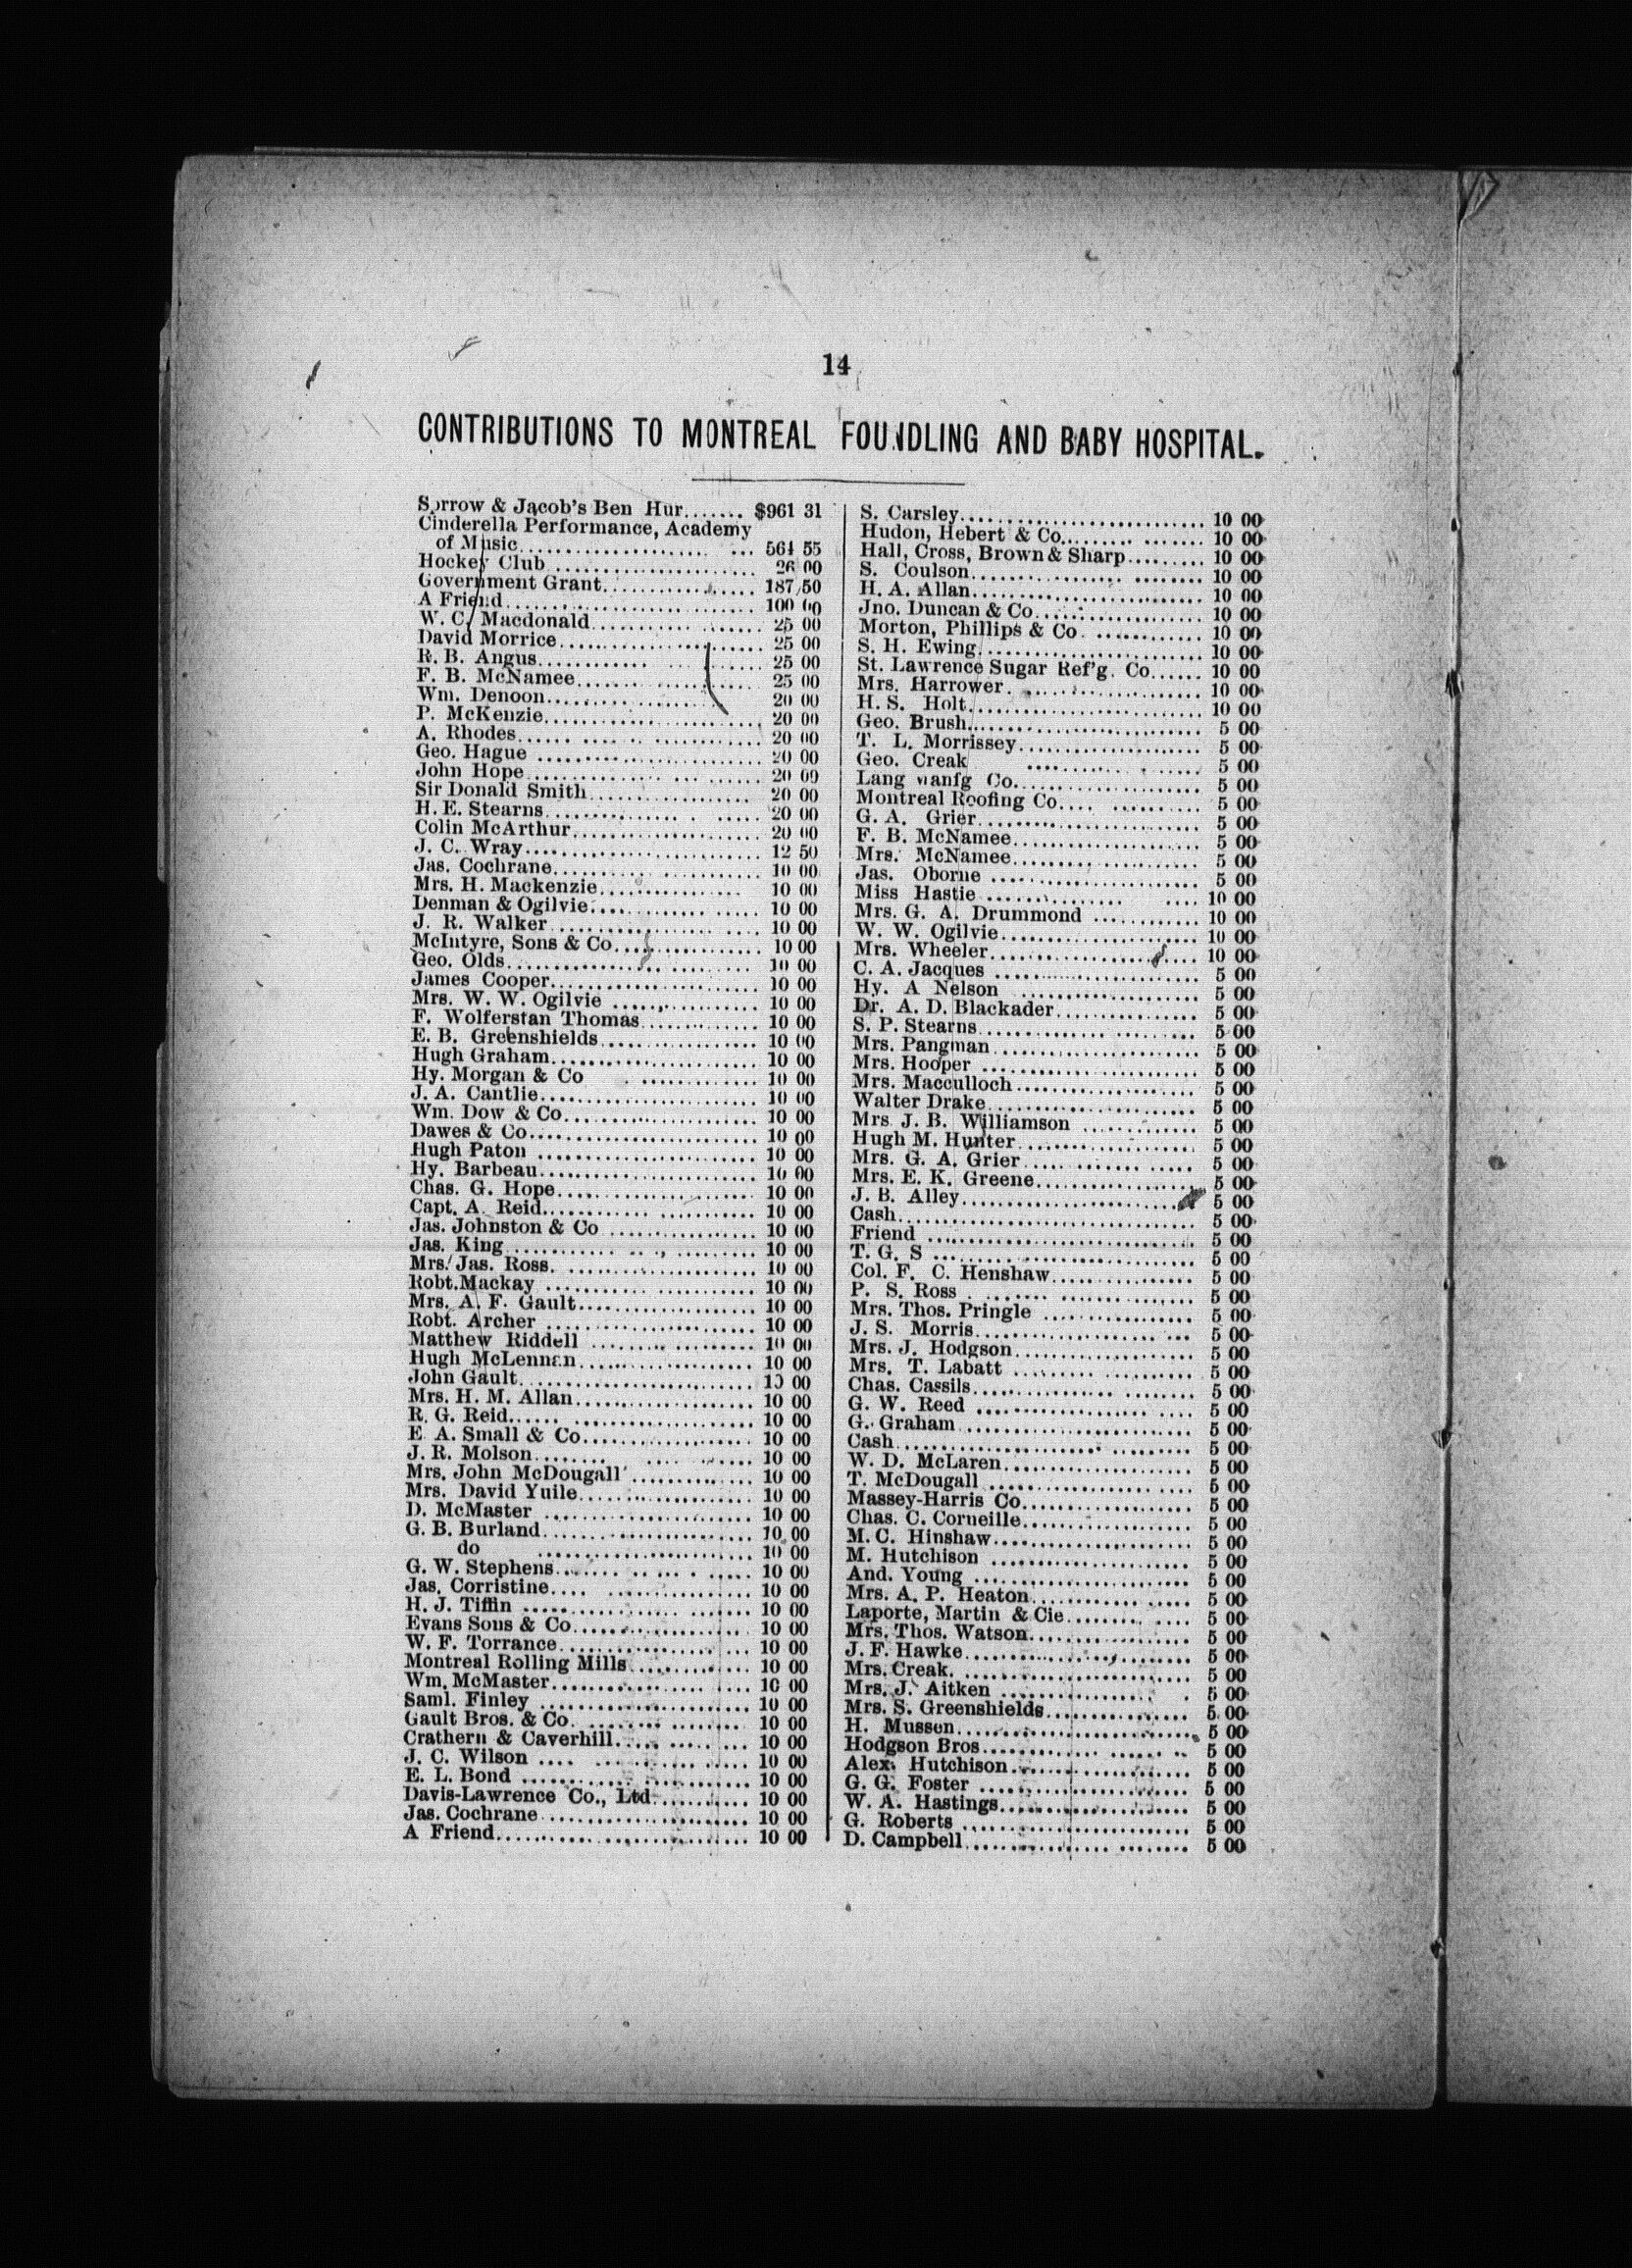 14
CONTRIBUTIONS TO MONTREAL FOUNDLING AND BABY HOSPITAL.
Sorrow & Jacob's Ben Hur....... $961 31
Cinderella Performance, Academy
of Music...................... ... 564 55
Hockey Club ...................... 26 00
Government Grant................. 187 50
A Friend........................... 100 00
W. C. Macdonald................... 25 00
David Morrice....................... 25 00
R. B. Angus............ ........... 25 00
F. B. McNamee..................... 25 00
Wm. Denoon........................ 20 00
P. McKenzie........................ 20 00
A. Rhodes...... ...... .............. 20 00
Geo. Hague ........................ 20 00
John Hope .................. ...... 20 00
Sir Donald Smith.................. 20 00
H. E. Stearns................ . ..... 20 00
Colin McArthur.................... 20 00
J. C. Wray.......................... 12 50
Jas. Cochrane....................... 10 00
Mrs. H. Mackenzie............... 10 00
Denman & Ogilvie.................. 10 00
J. R. Walker ....................... 10 00
McIntyre, Sons & Co............... 10 00
Geo. Olds........................... 10 00
James Cooper....................... 10 00
Mrs. W. W. Ogilvie ................ 10 00
F. Wolferstan Thomas............. 10 00
E. B. Greenshields................. 10 00
Hugh Graham...................... 10 00
Hy. Morgan & Co . ............. 10 00
J. A. Cantlie........................ 10 00
Wm. Dow & Co..................... 10 00
Dawes & Co......................... 10 00
Hugh Paton ........................ 10 00
Hy. Barbeau........................ 10 00
Chas. G. Hope...................... 10 00
Capt. A. Reid........... ........... 10 00
Jas. Johnston & Co ................ 10 00
Jas. King............ .. , ......... 10 00
Mrs. Jas. Ross. .................... 10 00
Robt.Mackay ............ ........... 10 00
Mrs. A. F. Gault.................... 10 00
Robt. Archer ....................... 10 00
Matthew Riddell ................... 10 00
Hugh McLennan................... 10 00
John Gault.......................... 10 00
Mrs. H. M. Allan.................... 10 00
R. G. Reid...... ................... 10 00
E A. Small & Co................... 10 00
J. R. Molson........ ........... 10 00
Mrs. John McDougall ............. 10 00
Mrs. David Yuile................... 10 00
D. McMaster ....................... 10 00
G. B. Burland....................... 10 00
do ........................ 10 00
G. W. Stephens........ .. ... . ..... 10 00
Jas. Corristine.... ................ 10 00
H. J. Tiffin ......................... 10 00
Evans Sons & Co................... 10 00
W. F. Torrance..................... 10 00
Montreal Rolling Mills............. 10 00
Wm. McMaster..................... 10 00
Saml. Finley ....................... 10 00
Gault Bros. & Co. .................. 10 00
Crathern & Caverhill.... ......... 10 00
J. C. Wilson .... ................ 10 00
E. L. Bond ......................... 10 00
Davis-Lawrence Co., Ltd........... 10 00
Jas. Cochrane....................... 10 00
A Friend............ ............... 10 00
S. Carsley........................... 10 00
Hudon, Hebert & Co......... ....... 10 00
Hall, Cross, Brown & Sharp......... 10 00
S. Coulson................. ........ 10 00
H. A. Allan......................... 10 00
Jno. Duncan & Co.................. 10 00
Morton, Phillips & Co. ............ 10 00
S. H. Ewing......................... 10 00
St. Lawrence Sugar Ref'g. Co...... 10 00
Mrs. Harrower..................... 10 00
H. S. Holt.......................... 10 00
Geo. Brush.......................... 5 00
T. L. Morrissey..................... 5 00
Geo. Creak .................. 5 00
Lang Manfg Co..................... 5 00
Montreal Roofing Co.... .......... 5 00
G. A. Grier......................... 5 00
F. B. McNamee..................... 5 00
Mrs. McNamee..................... 5 00
Jas. Oborne ........................ 5 00
Miss Hastie ................ .... 10 00
Mrs. G. A. Drummond ............ 10 00
W. W. Ogilvie...................... 10 00
Mrs. Wheeler....................... 10 00
C. A. Jacques ...................... 5 00
Hy. A Nelson .................... 5 00
Dr. A. D. Blackader................ 5 00
S. P. Stearns................. ... 5 00
Mrs. Pangman...................... 5 00
Mrs. Hooper ....................... 5 00
Mrs. Macculloch.................... 5 00
Walter Drake....................... 5 00
Mrs J. B. Williamson ............ 5 00
Hugh M. Hunter................... 5 00
Mrs. G. A. Grier............. ..... 5 00
Mrs. E. K. Greene.................. 5 00
J. B. Alley.......................... 5 00
Cash................................. 5 00
Friend .............................. 5 00
T. G. S ............................. 5 00
Col. F. C. Henshaw................ 5 00
P. S. Ross . ....... ............... 5 00
Mrs. Thos. Pringle ................ 5 00
J. S. Morris.................... ... 5 00
Mrs. J. Hodgson.................... 5 00
Mrs. T. Labatt ......... .......... 5 00
Chas. Cassils............... ........ 5 00
G. W. Reed ................... .... 5 00
G. Graham.......................... 5 00
Cash....................... ......... 5 00
W. D. McLaren..................... 5 00
T. McDougall ...................... 5 00
Massey-Harris Co................... 5 00
Chas. C. Corneille................... 5 00
M. C. Hinshaw...................... 5 00
M. Hutchison ...................... 5 00
And. Young ........................ 5 00
Mrs. A. P. Heaton............ ..... 5 00
Laporte, Martin & Cie........ .... 5 00
Mrs. Thos. Watson.................. 5 00
J. F. Hawke......................... 5 00
Mrs. Creak. ......................... 5 00
Mrs. J. Aitken ................. . 5 00
Mrs. S. Greenshields................ 5 00
H. Mussen........................... 5 00
Hodgson Bros............. ...... .. 5 00
Alex. Hutchison.................... 5 00
G. G. Foster ........................ 5 00
W. A. Hastings..................... 5 00
G. Roberts ......................... 5 00
D. Campbell................ ........ 5 00